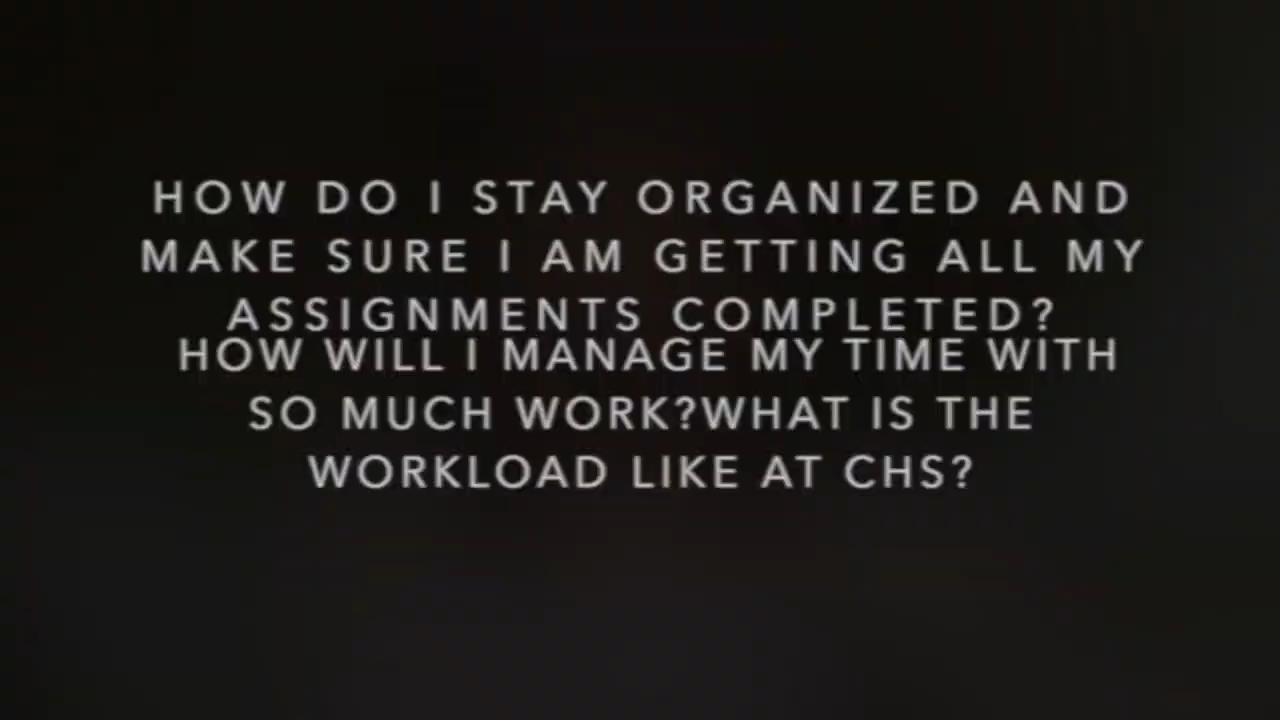 HOW DO I STAY ORGANIZED AND
MAKE SURE I AM GETTING ALL MY
ASSIGNMENTS COMPLETED?
HOW WILL I MANAGE MY TIME WITH
SO MUCH WORK?WHAT IS THE
WORKLOAD LIKE AT CHS?